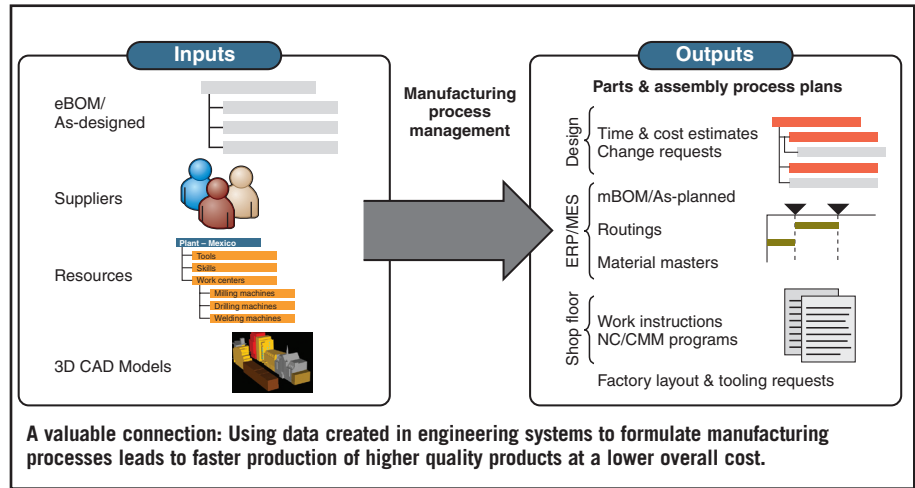 Inputs
eBOM/
As-designed
Suppliers
Resources
Plant – Mexico
Tools
Skills
Work centers
Milling machines
Drilling machines
Welding machines
3D CAD Models
Manufacturing
process
management
Outputs
Parts & assembly process plans
Design
Time & cost estimates
Change requests
ERP/MES
mBOM/As-planned
Routings
Material masters
Shop floor
Work instructions
NC/CMM programs
Factory layout & tooling requests
A valuable connection: Using data created in engineering systems to formulate manufacturing
processes leads to faster production of higher quality products at a lower overall cost.